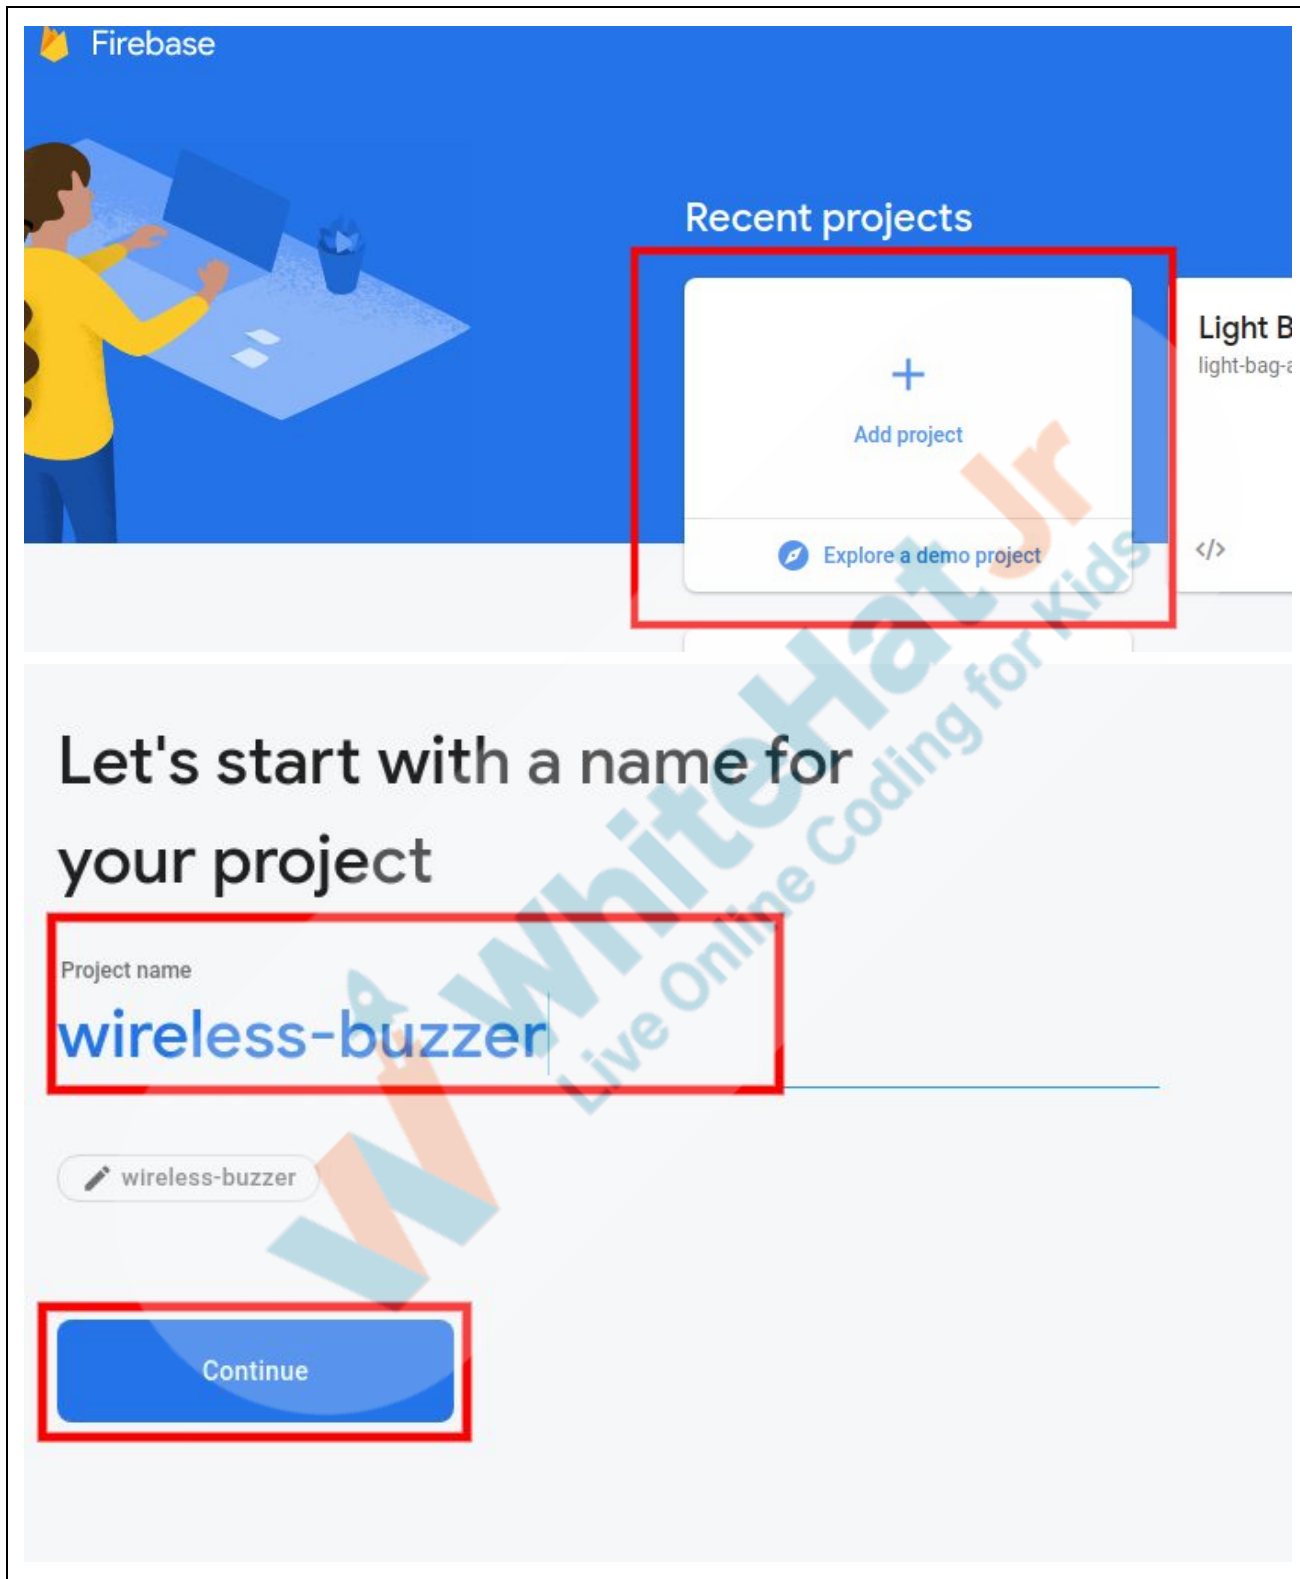 Firebase
Recent projects
Add project
Explore a demo project
Light B
light-bag-a
</>
Let's start with a name for
your project
Project name
wireless-buzzer
wireless-buzzer
Continue
WhiteHat Jr
Live Online Coding for Kids